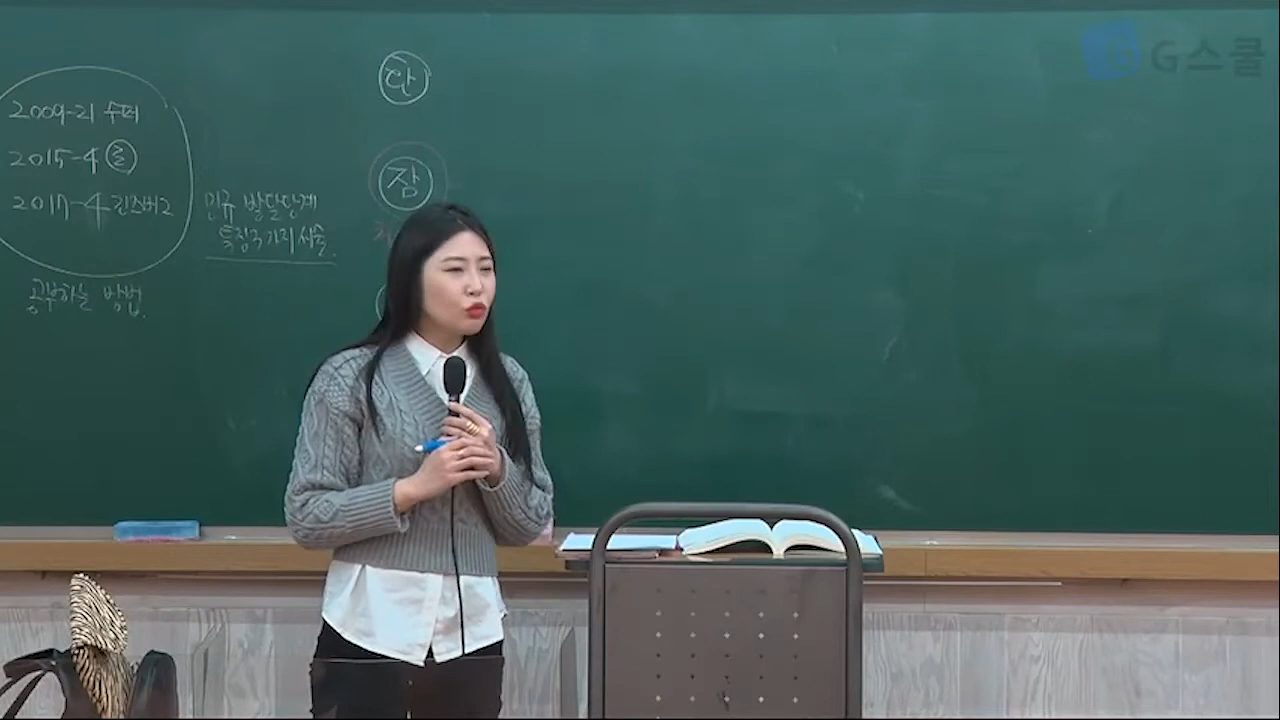 2009-21 수퍼
2015-4 홀
2017-4 긴즈버그
공부하는 방법.
인류 발달단계
특징 3가지 서술.
단
잠
G스쿨